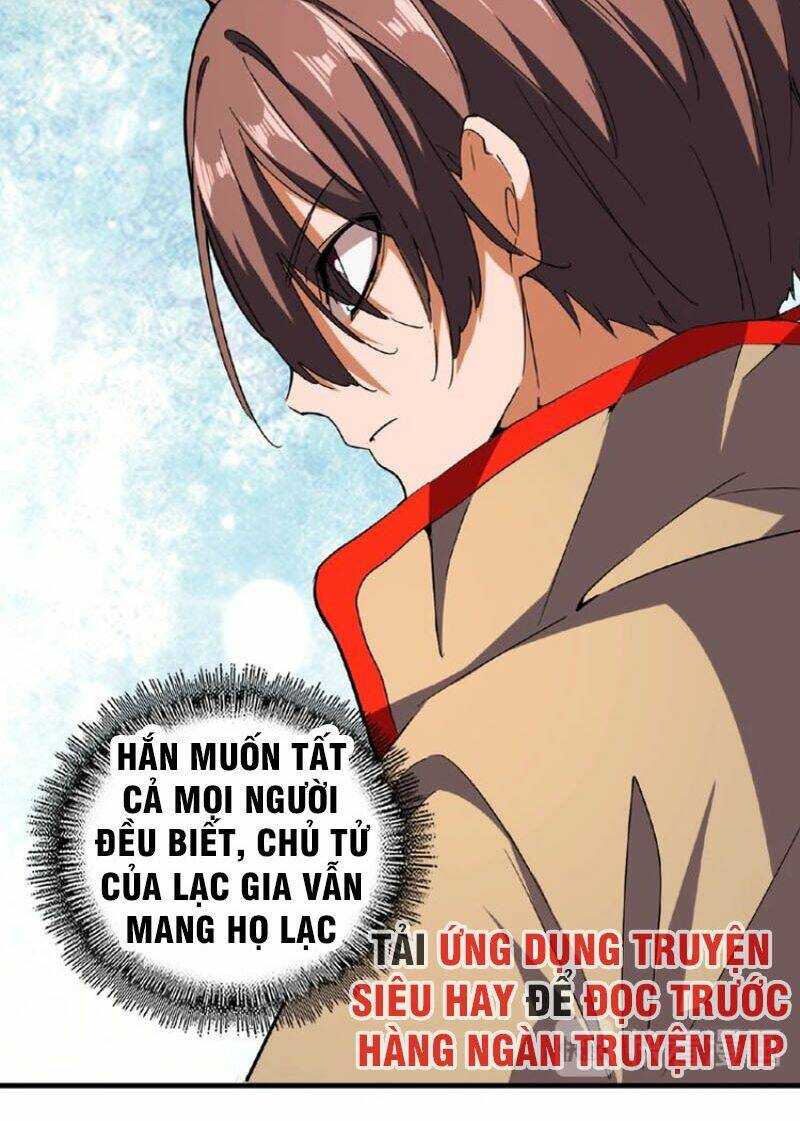 HẮN MUỐN TẤT
CẢ MỌI NGƯỜI
ĐỀU BIẾT, CHỦ TỬ
CỦA LẠC GIA VẪN
MANG HỌ LẠC
TẢI ỨNG DỤNG TRUYỆN
SIÊU HAY ĐỂ ĐỌC TRƯỚC
HÀNG NGÀN TRUYỆN VIP